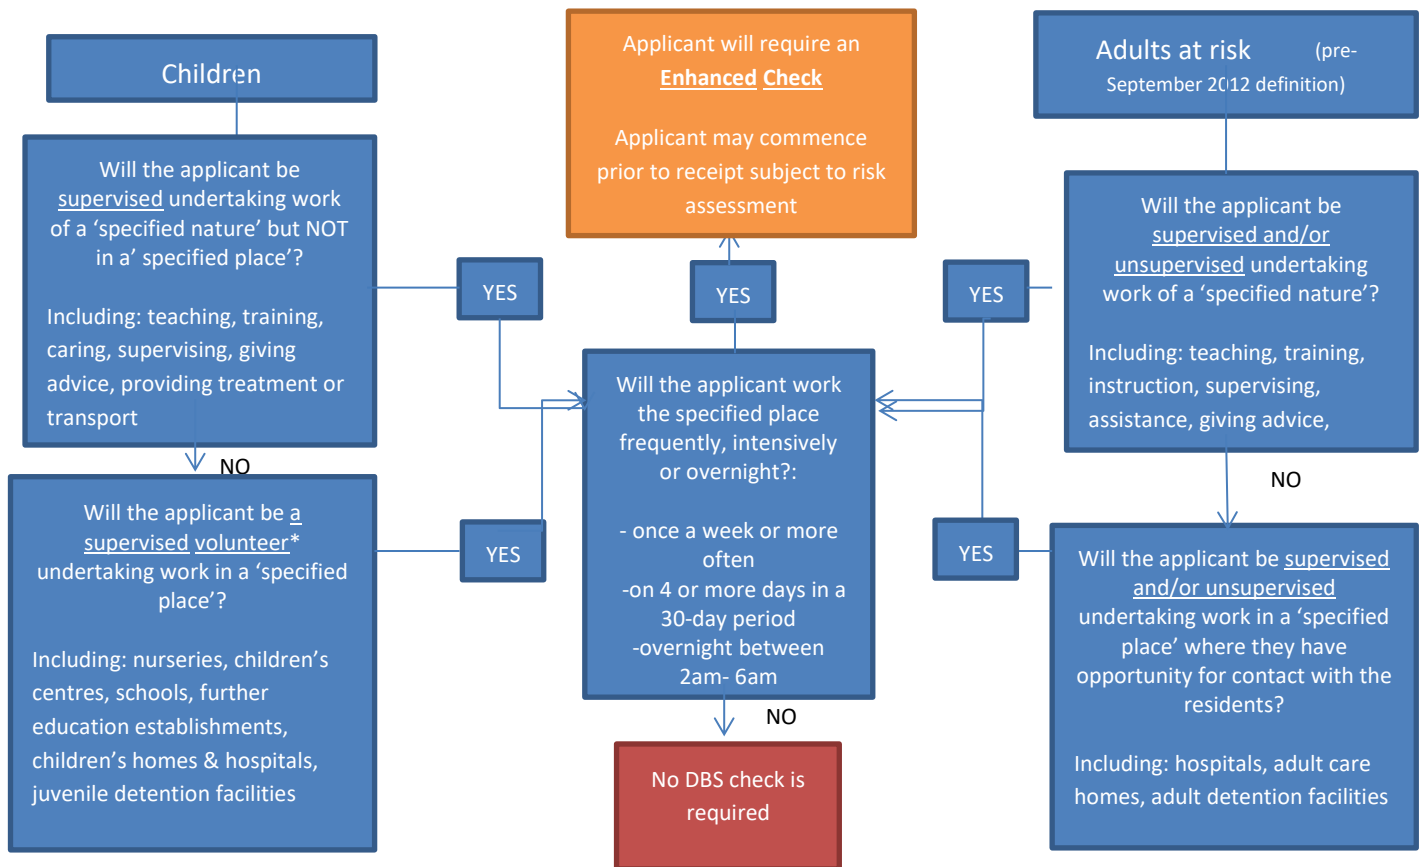 Children
Will the applicant be
supervised undertaking work
of a ‘specified nature’ but NOT
in a’ specified place’?
Including: teaching, training,
caring, supervising, giving
advice, providing treatment or
transport
YES
NO
Will the applicant be a
supervised volunteer*
undertaking work in a ‘specified
place’?
Including: nurseries, children’s
centres, schools, further
education establishments,
children’s homes & hospitals,
juvenile detention facilities
YES
Applicant will require an
Enhanced Check
Applicant may commence
prior to receipt subject to risk
assessment
YES
Will the applicant work
the specified place
frequently, intensively
or overnight?:
- once a week or more
often
-on 4 or more days in a
30-day period
-overnight between
2am- 6am
NO
No DBS check is
required
Adults at risk (pre-
September 2012 definition)
Will the applicant be
supervised and/or
unsupervised undertaking
work of a ‘specified nature’?
Including: teaching, training,
instruction, supervising,
assistance, giving advice,
YES
NO
Will the applicant be supervised
and/or unsupervised
undertaking work in a ‘specified
place’ where they have
opportunity for contact with the
residents?
Including: hospitals, adult care
homes, adult detention facilities
YES